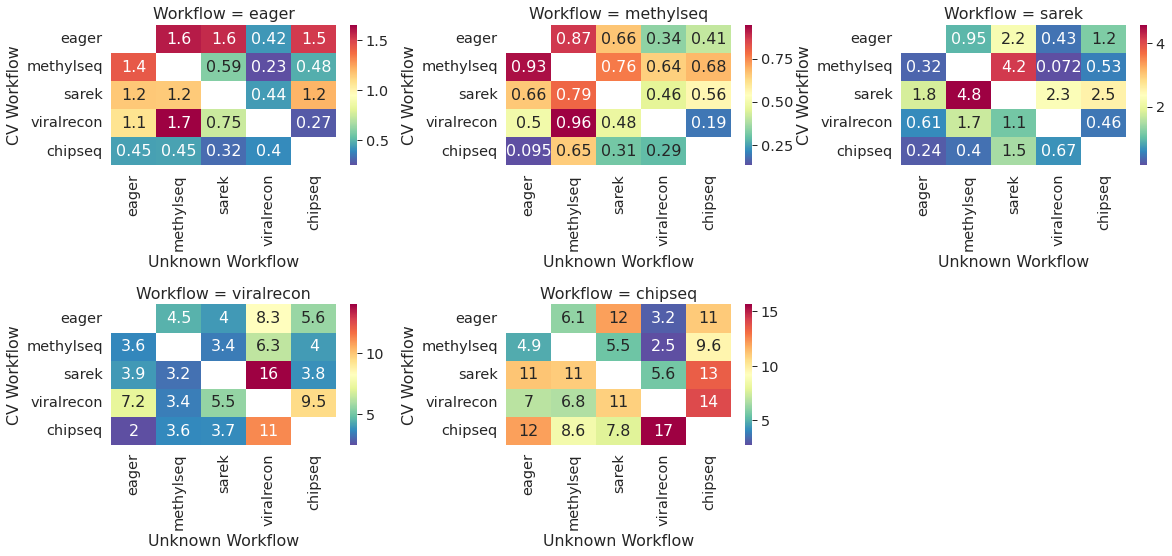 Workflow = eager
CV Workflow
eager 1.6 1.6 0.42 1.5
methylseq 1.4 0.59 0.23 0.48
sarek 1.2 1.2 0.44 1.2
viralrecon 1.1 1.7 0.75 0.27
chipseq 0.45 0.45 0.32 0.4
1.5
1.0
0.5
eager methylseq sarek viralrecon chipseq
Unknown Workflow
Workflow = methylseq
CV Workflow
eager 0.87 0.66 0.34 0.41
methylseq 0.93 0.76 0.64 0.68
sarek 0.66 0.79 0.46 0.56
viralrecon 0.5 0.96 0.48 0.19
chipseq 0.095 0.65 0.31 0.29
0.75
0.50
0.25
eager methylseq sarek viralrecon chipseq
Unknown Workflow
Workflow = sarek
CV Workflow
eager 0.95 2.2 0.43 1.2
methylseq 0.32 4.2 0.072 0.53
sarek 1.8 4.8 2.3 2.5
viralrecon 0.61 1.7 1.1 0.46
chipseq 0.24 0.4 1.5 0.67
4
2
eager methylseq sarek viralrecon chipseq
Unknown Workflow
Workflow = viralrecon
CV Workflow
eager 4.5 4 8.3 5.6
methylseq 3.6 3.4 6.3 4
sarek 3.9 3.2 16 3.8
viralrecon 7.2 3.4 5.5 9.5
chipseq 2 3.6 3.7 11
10
5
eager methylseq sarek viralrecon chipseq
Unknown Workflow
Workflow = chipseq
CV Workflow
eager 6.1 12 3.2 11
methylseq 4.9 5.5 2.5 9.6
sarek 11 11 5.6 13
viralrecon 7 6.8 11 14
chipseq 12 8.6 7.8 17
15
10
5
eager methylseq sarek viralrecon chipseq
Unknown Workflow